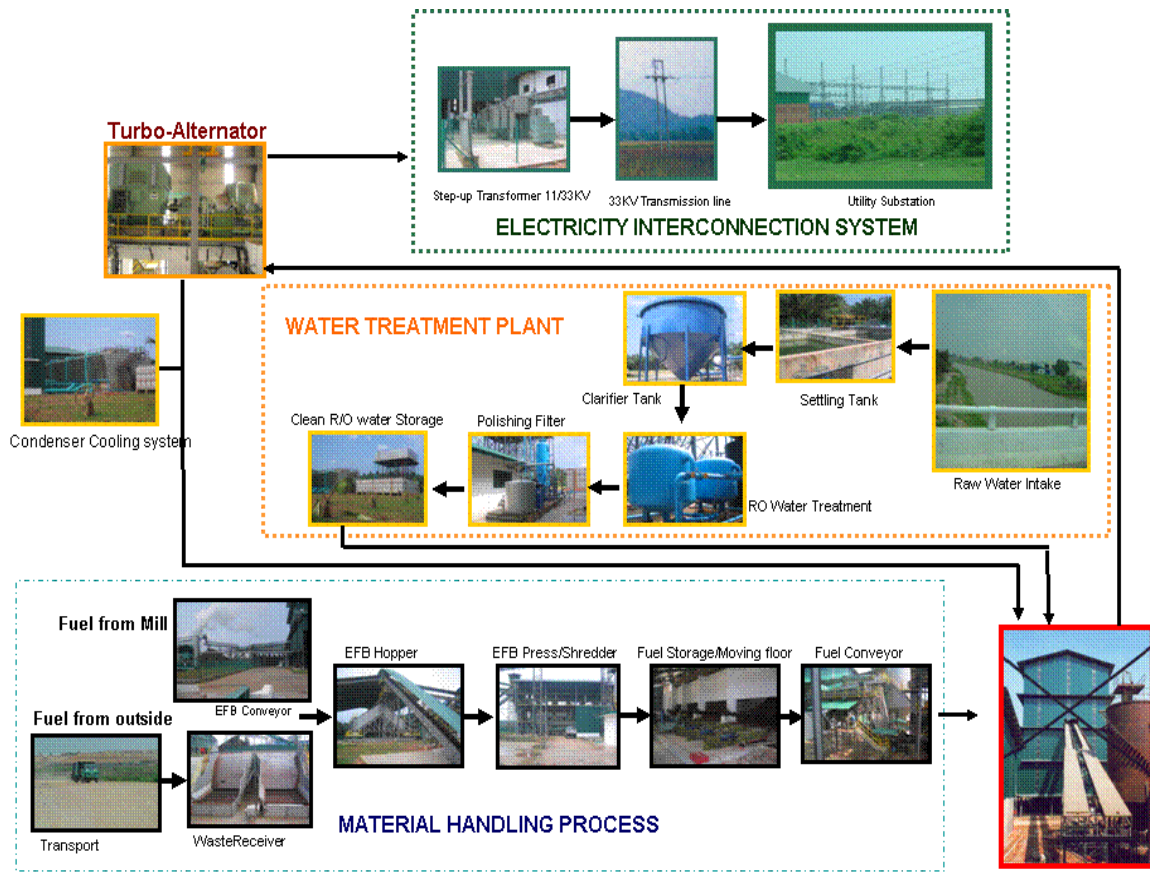 Turbo-Alternator
Step-up Transformer 11/33KV
33KV Transmission line
Utility Substation
ELECTRICITY INTERCONNECTION SYSTEM
WATER TREATMENT PLANT
Clarifier Tank
Settling Tank
Raw Water Intake
Condenser Cooling system
Clean R/O water Storage
Polishing Filter
RO Water Treatment
Fuel from Mill
EFB Conveyor
Fuel from outside
Transport
WasteReceiver
EFB Hopper
EFB Press/Shredder
Fuel Storage/Moving floor
Fuel Conveyor
MATERIAL HANDLING PROCESS